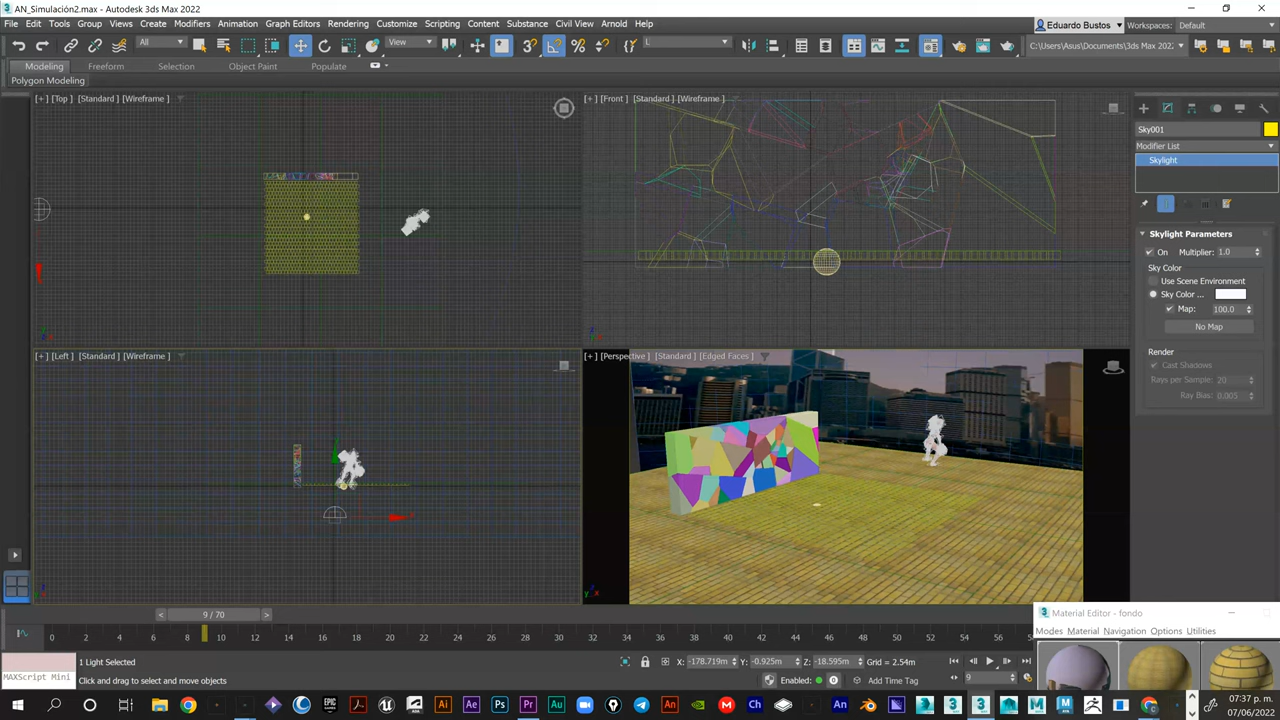 AN_Simulación2.max - Autodesk 3ds Max 2022
File Edit Tools Group Views Create Modifiers Animation Graph Editors Rendering Customize Scripting Content Substance Civil View Arnold Help
Eduardo Bustos Workspaces: Default
All View C:\Users\Asus\Documents\3ds Max 2022
Modeling Freeform Selection Object Paint Populate
Polygon Modeling
[+] [Top] [Standard] [Wireframe]
[+] [Front] [Standard] [Wireframe]
Sky001
Modifier List
Skylight
Skylight Parameters
On Multipler: 1.0
Sky Color
Use Scene Environment
Sky Color ...
Map: 100.0
No Map
Render
Cast Shadows
Rays per Sample: 20
Ray Bias: 0.005
[+] [Left] [Standard] [Wireframe]
[+] [Perspective] [Standard] [Edged Faces]
9 / 70
0 2 4 6 8 10 12 14 16 18 20 22 24 26 28 30 32 34 36 38 40 42 44 46 48 50 52 54 56 58
Material Editor - fondo
Modes Material Navigation Options Utilities
1 Light Selected
X: -178.719m Y: -0.925m Z: -18.595m Grid = 2.54m
MAXScript Mini
Click and drag to select and move objects
Enabled: Add Time Tag
9
07:37 p. m.
07/06/2022